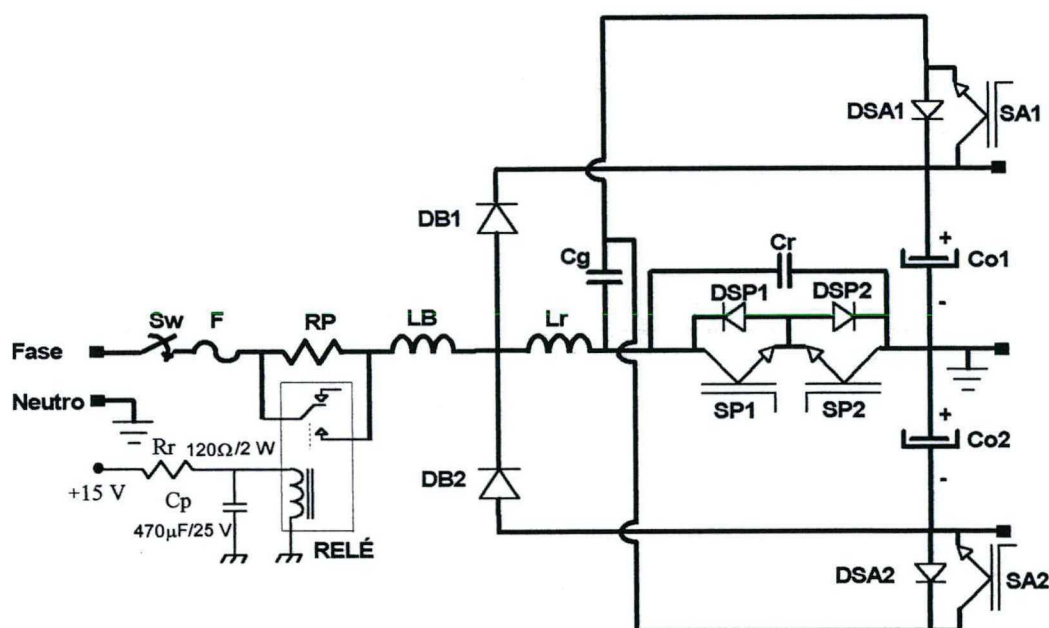 DSA1
SA1
DB1
Cg
Cr
+
Co1
DSP1
DSP2
-
Sw
F
RP
LB
Lr
Fase
Neutro
SP1
SP2
+
Co2
Rr
120Ω/2 W
+15 V
Cp
470µF/25 V
DB2
-
RELÉ
DSA2
SA2